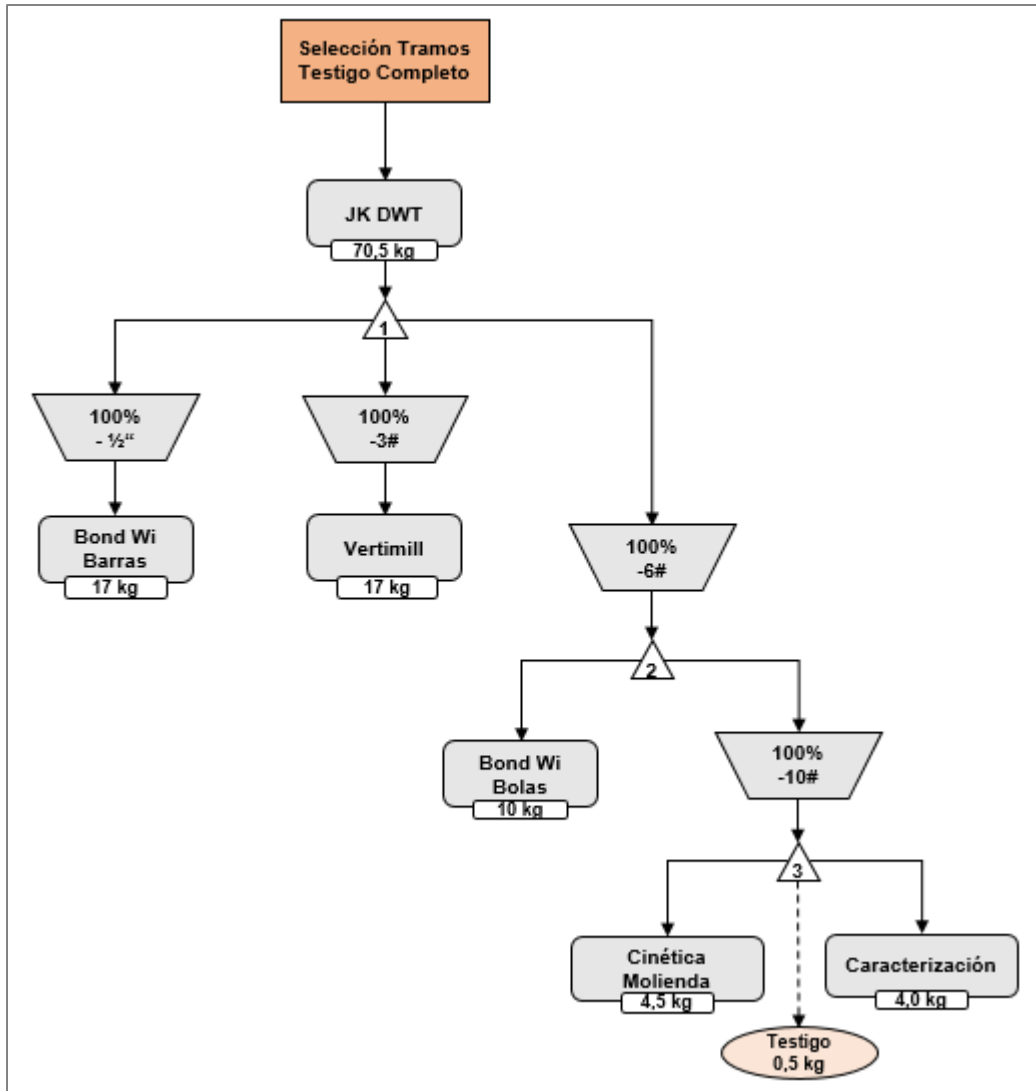 Selección Tramos
Testigo Completo
JK DWT
70,5 kg
1
100%
- ½“
100%
-3#
Bond Wi
Barras
17 kg
Vertimill
17 kg
100%
-6#
2
Bond Wi
Bolas
10 kg
100%
-10#
3
Cinética
Molienda
4,5 kg
Caracterización
4,0 kg
Testigo
0,5 kg